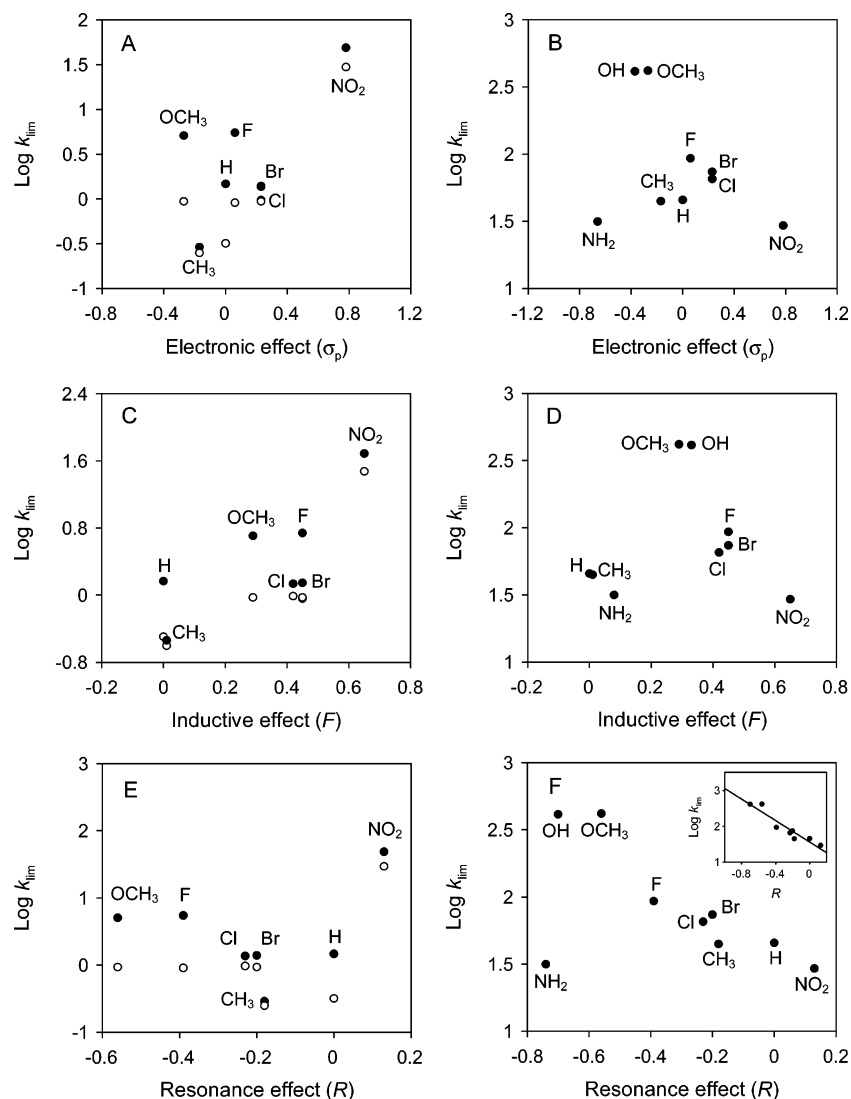 A
2
1.5
1
0.5
0
-0.5
-1
Log k_lim
OCH₃
F
H
Br
Cl
CH₃
NO₂
-0.8 -0.4 0 0.4 0.8 1.2
Electronic effect (σ_p)
B
3
2.5
2
1.5
1
Log k_lim
OH OCH₃
F
Br
Cl
CH₃
H
NH₂
NO₂
-1.2 -0.8 -0.4 0 0.4 0.8 1.2
Electronic effect (σ_p)
C
2.4
1.6
0.8
0
-0.8
Log k_lim
NO₂
OCH₃ F
H
Cl Br
CH₃
-0.2 0 0.2 0.4 0.6 0.8
Inductive effect (F)
D
3
2.5
2
1.5
1
Log k_lim
OCH₃ OH
F
Br
Cl
H CH₃
NH₂
NO₂
-0.2 0 0.2 0.4 0.6 0.8
Inductive effect (F)
E
3
2
1
0
-1
Log k_lim
NO₂
OCH₃ F
Cl Br H
CH₃
-0.6 -0.4 -0.2 0 0.2
Resonance effect (R)
F
3
2.5
2
1.5
1
Log k_lim
OH OCH₃
F
Br
Cl
CH₃ H
NH₂
NO₂
-0.8 -0.6 -0.4 -0.2 0 0.2
Resonance effect (R)
3
2
1
Log k_lim
-0.8 -0.4 0
R